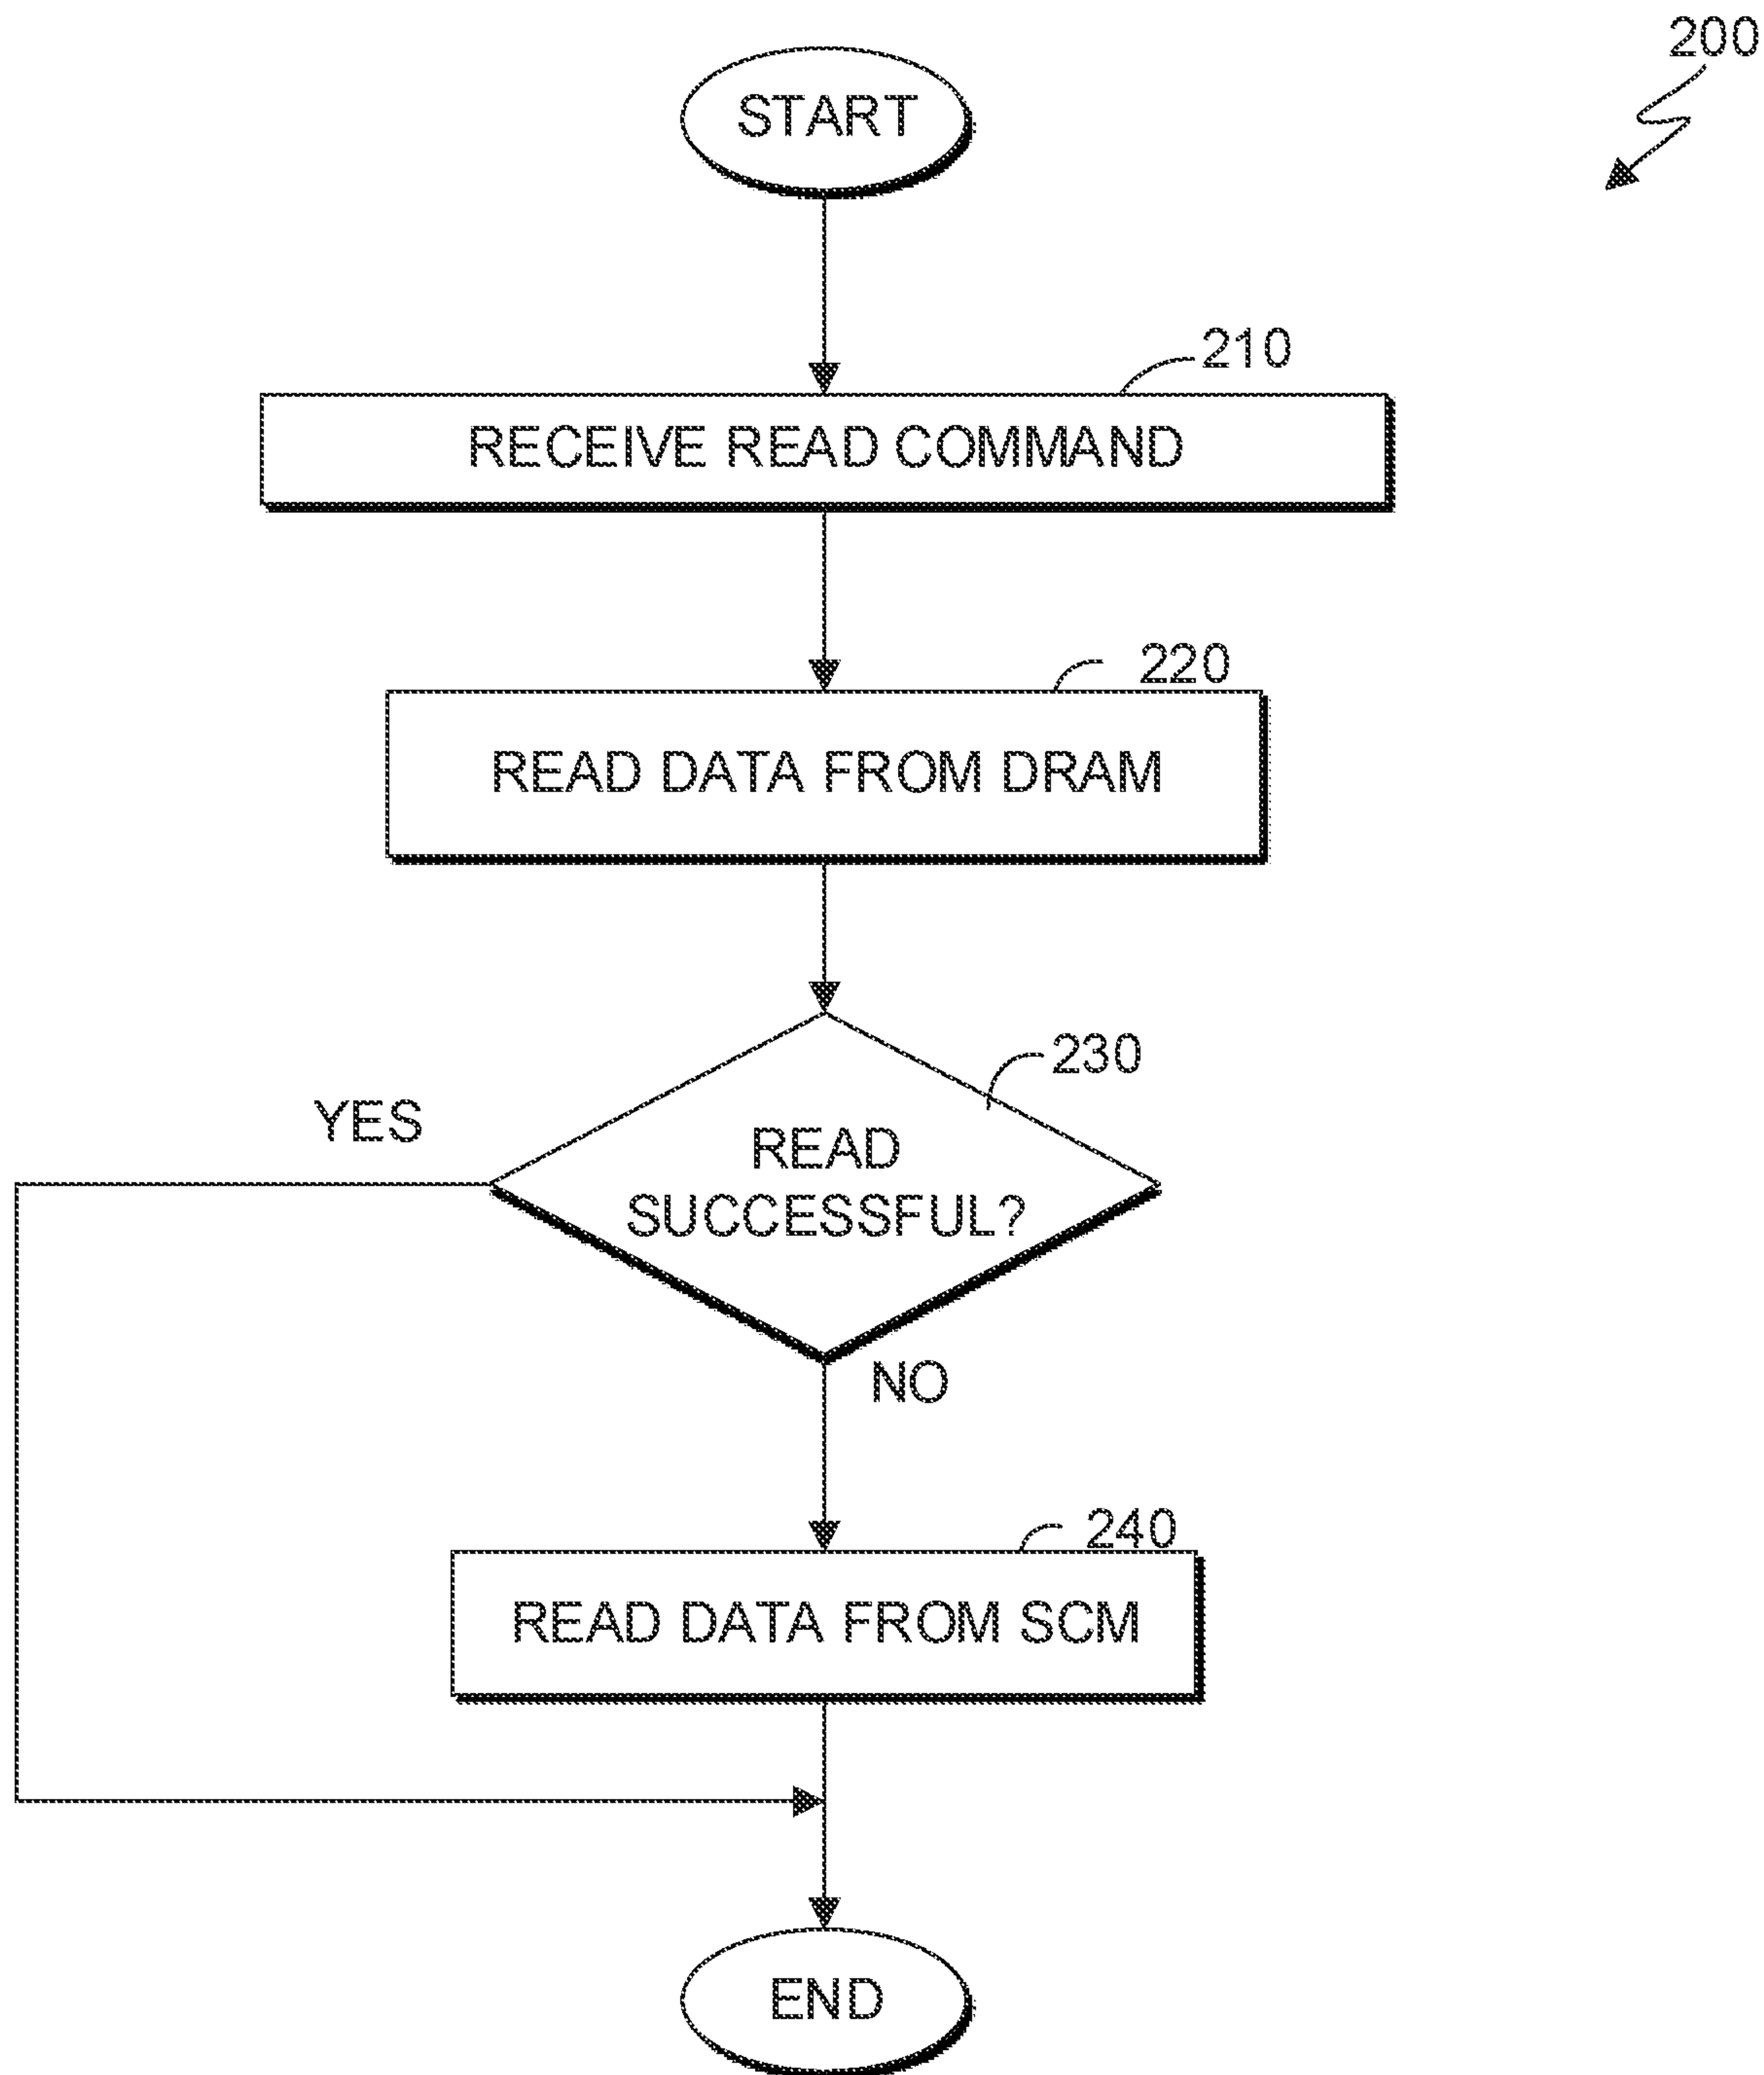 200
START
210
RECEIVE READ COMMAND
220
READ DATA FROM DRAM
230
YES
READ
SUCCESSFUL?
NO
240
READ DATA FROM SCM
END